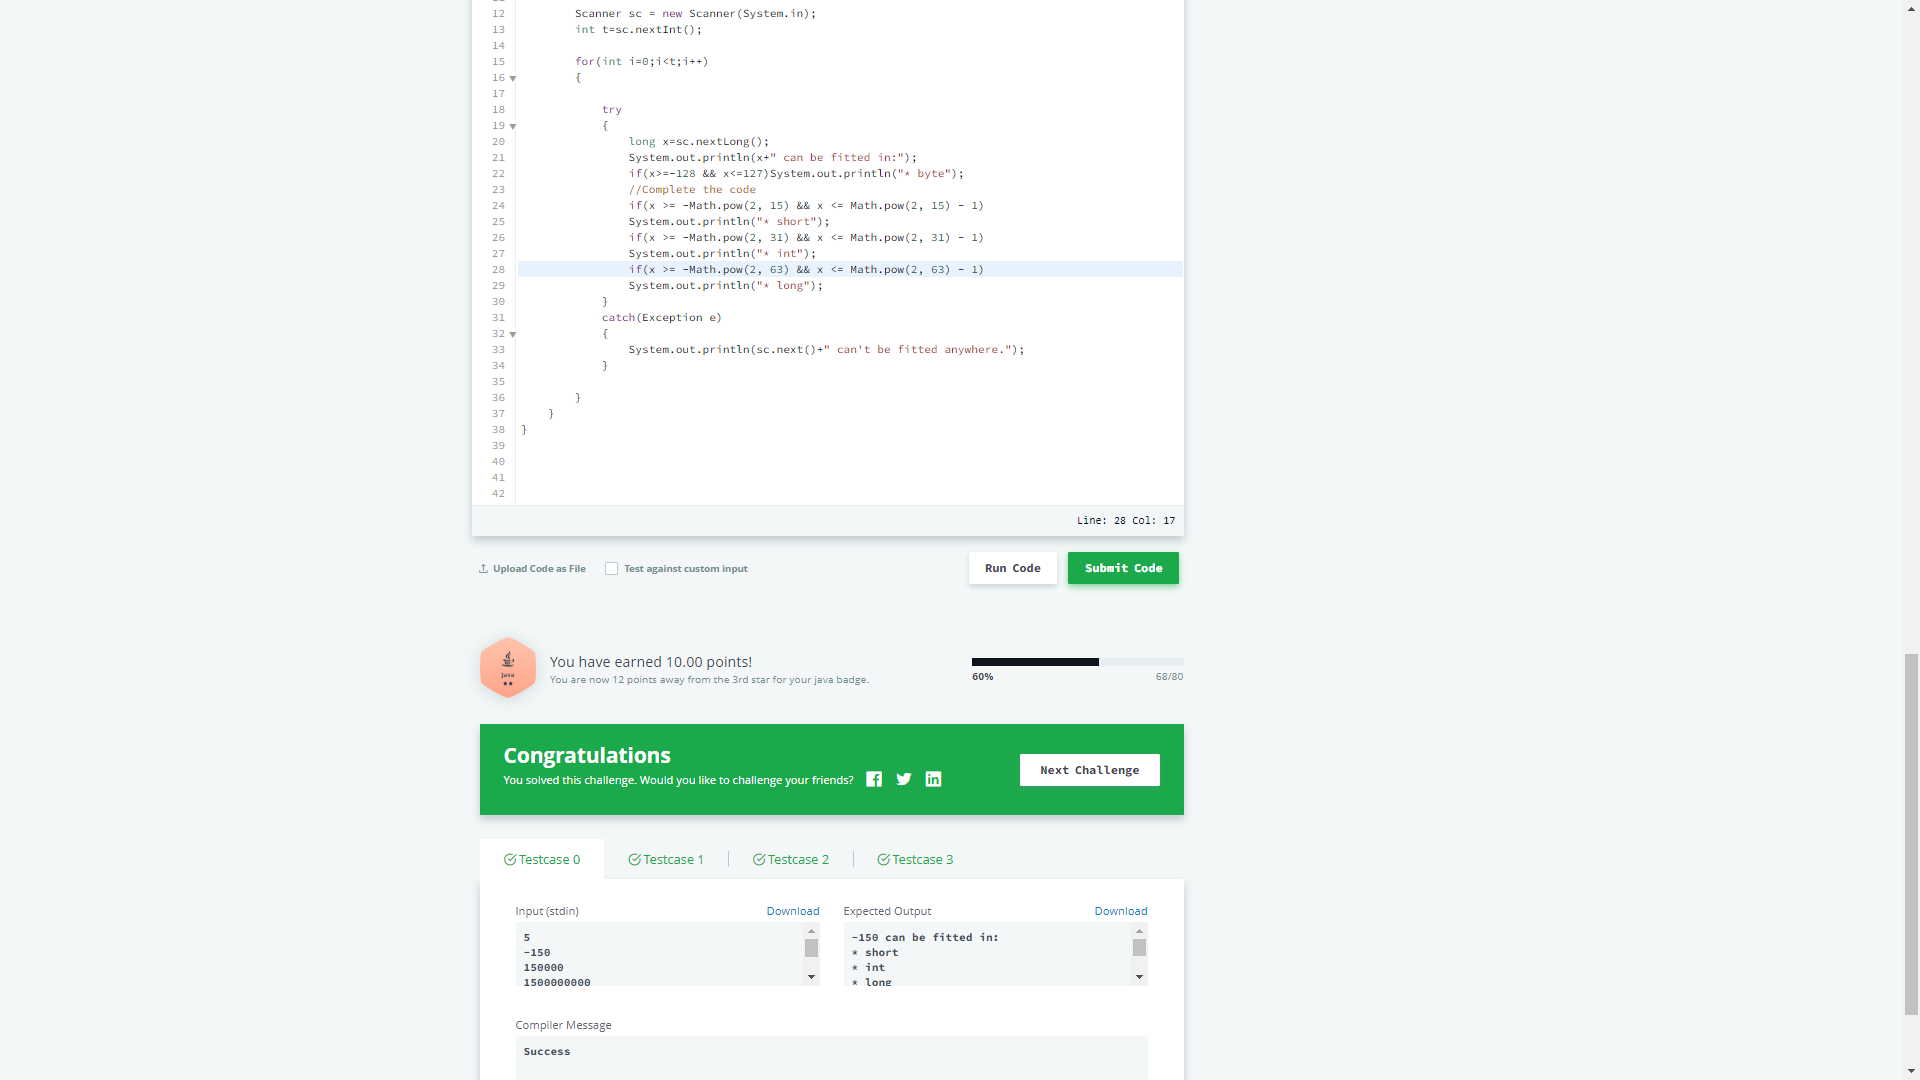 12 Scanner sc = new Scanner(System.in);
13 int t=sc.nextInt();
14
15 for(int i=0;i<t;i++)
16 {
17
18 try
19 {
20 long x=sc.nextLong();
21 System.out.println(x+" can be fitted in:");
22 if(x>=-128 && x<=127)System.out.println("* byte");
23 //Complete the code
24 if(x >= -Math.pow(2, 15) && x <= Math.pow(2, 15) - 1)
25 System.out.println("* short");
26 if(x >= -Math.pow(2, 31) && x <= Math.pow(2, 31) - 1)
27 System.out.println("* int");
28 if(x >= -Math.pow(2, 63) && x <= Math.pow(2, 63) - 1)
29 System.out.println("* long");
30 }
31 catch(Exception e)
32 {
33 System.out.println(sc.next()+" can't be fitted anywhere.");
34 }
35
36 }
37 }
38 }
39
40
41
42
Line: 28 Col: 17
Upload Code as File Test against custom input Run Code Submit Code
Java
You have earned 10.00 points!
You are now 12 points away from the 3rd star for your java badge.
60% 68/80
Congratulations
You solved this challenge. Would you like to challenge your friends?
Next Challenge
Testcase 0 Testcase 1 Testcase 2 Testcase 3
Input (stdin) Download Expected Output Download
5
-150
150000
1500000000
-150 can be fitted in:
* short
* int
* long
Compiler Message
Success